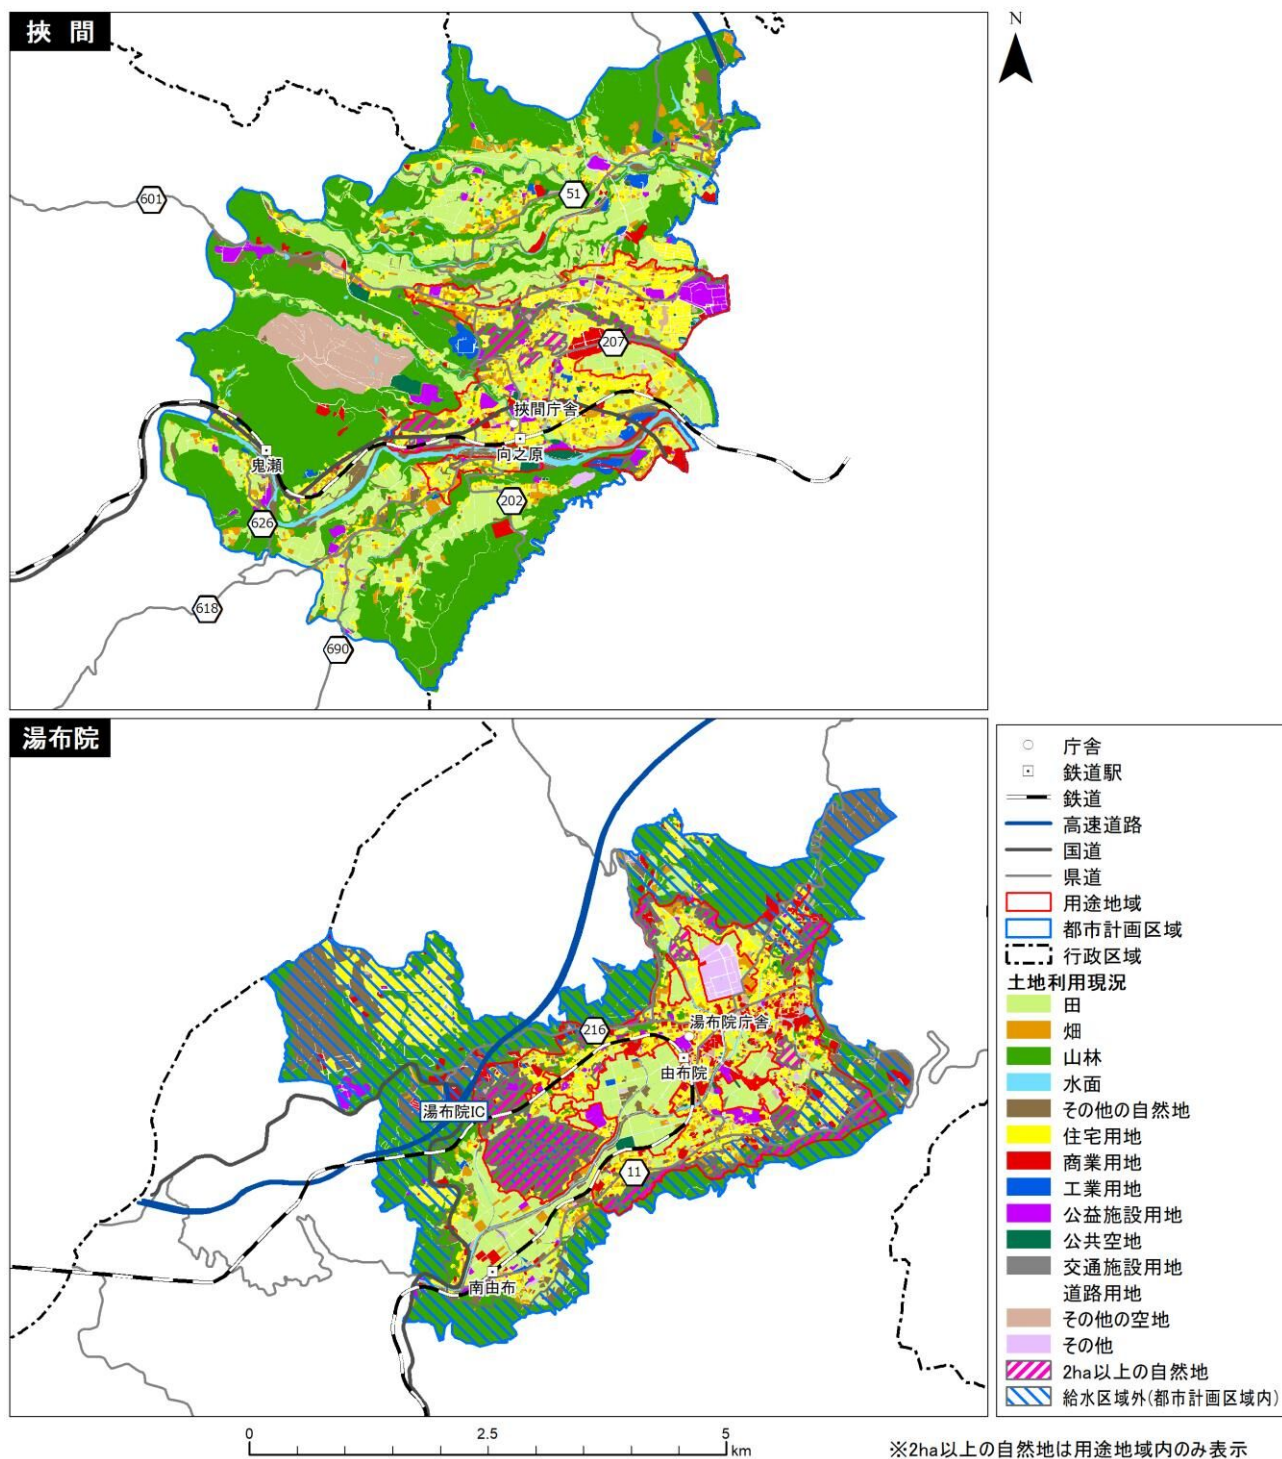 挾 間
N
601
51
207
挾間庁舎
向之原
鬼瀬
202
626
618
690
湯布院
216
湯布院庁舎
由布院
湯布院IC
11
南由布
庁舎
鉄道駅
鉄道
高速道路
国道
県道
用途地域
都市計画区域
行政区域
土地利用現況
田
畑
山林
水面
その他の自然地
住宅用地
商業用地
工業用地
公益施設用地
公共空地
交通施設用地
道路用地
その他の空地
その他
2ha以上の自然地
給水区域外(都市計画区域内)
0 2.5 5
km
※2ha以上の自然地は用途地域内のみ表示